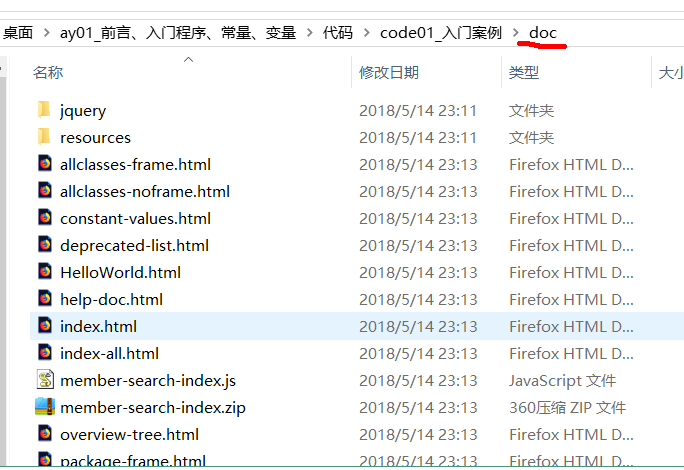 桌面 > ay01_前言、入门程序、常量、变量 > 代码 > code01_入门案例 > doc
名称 修改日期 类型 大小
jquery 2018/5/14 23:11 文件夹
resources 2018/5/14 23:11 文件夹
allclasses-frame.html 2018/5/14 23:13 Firefox HTML D...
allclasses-noframe.html 2018/5/14 23:13 Firefox HTML D...
constant-values.html 2018/5/14 23:13 Firefox HTML D...
deprecated-list.html 2018/5/14 23:13 Firefox HTML D...
HelloWorld.html 2018/5/14 23:13 Firefox HTML D...
help-doc.html 2018/5/14 23:13 Firefox HTML D...
index.html 2018/5/14 23:13 Firefox HTML D...
index-all.html 2018/5/14 23:13 Firefox HTML D...
member-search-index.js 2018/5/14 23:13 JavaScript 文件
member-search-index.zip 2018/5/14 23:13 360压缩 ZIP 文件
overview-tree.html 2018/5/14 23:13 Firefox HTML D...
package-frame.html 2018/5/14 23:13 Firefox HTML D...